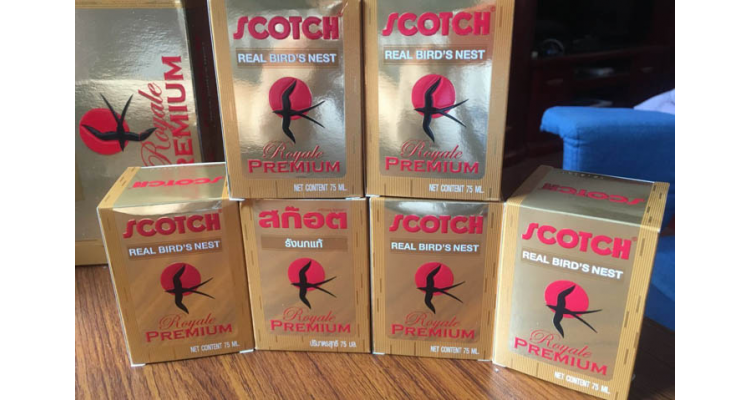 Royale
PREMIUM
SCOTCH
REAL BIRD'S NEST
Royale
PREMIUM
NET CONTENT 75 ML.
SCOTCH
REAL BIRD'S NEST
Royale
PREMIUM
NET CONTENT 75 ML.
SCOTCH
SCOTCH
REAL BIRD'S NEST
Royale
PREMIUM
NET CONTENT 75 ML.
สก๊อต
รังนกแท้
Royale
PREMIUM
ปริมาตรสุทธิ 75 มล.
SCOTCH
REAL BIRD'S NEST
Royale
PREMIUM
NET CONTENT 75 ML.
SCOTCH
SCOTCH
REAL BIRD'S NEST
Royale
PREMIUM
NET CONTENT 75 ML.